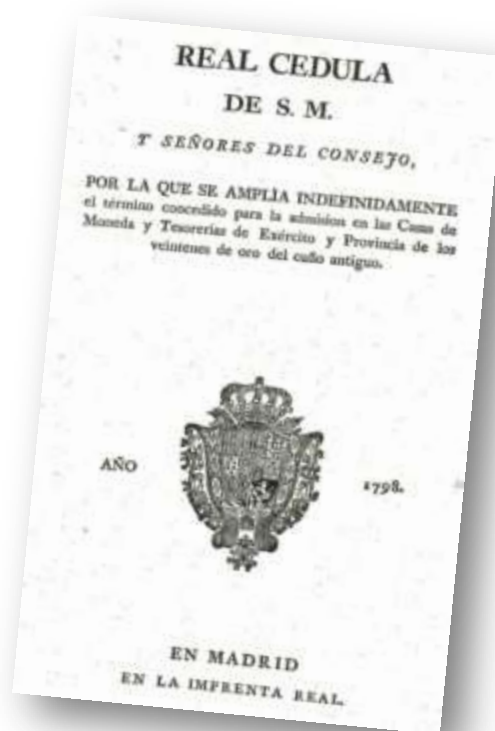 REAL CEDULA
DE S. M.
Y SEÑORES DEL CONSEJO,
POR LA QUE SE AMPLÌA INDEFINIDAMENTE
el término concedido para la admision en las Casas de
Moneda y Tesorerías de Exército y Provincia de los
veintenes de oro del cuño antiguo.
AÑO 1798.
EN MADRID
EN LA IMPRENTA REAL.